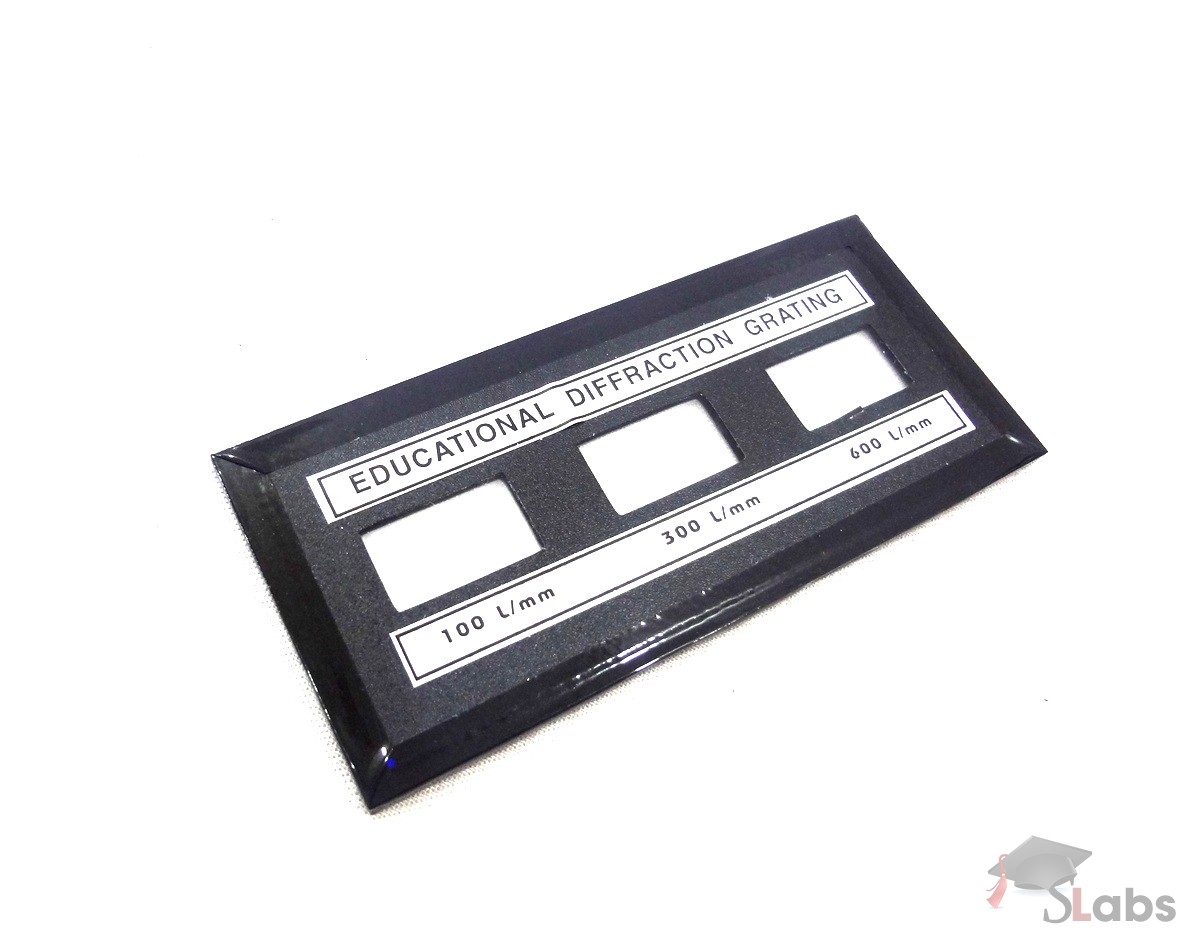 EDUCATIONAL DIFFRACTION GRATING
100 L/mm 300 L/mm 600 L/mm
SLabs